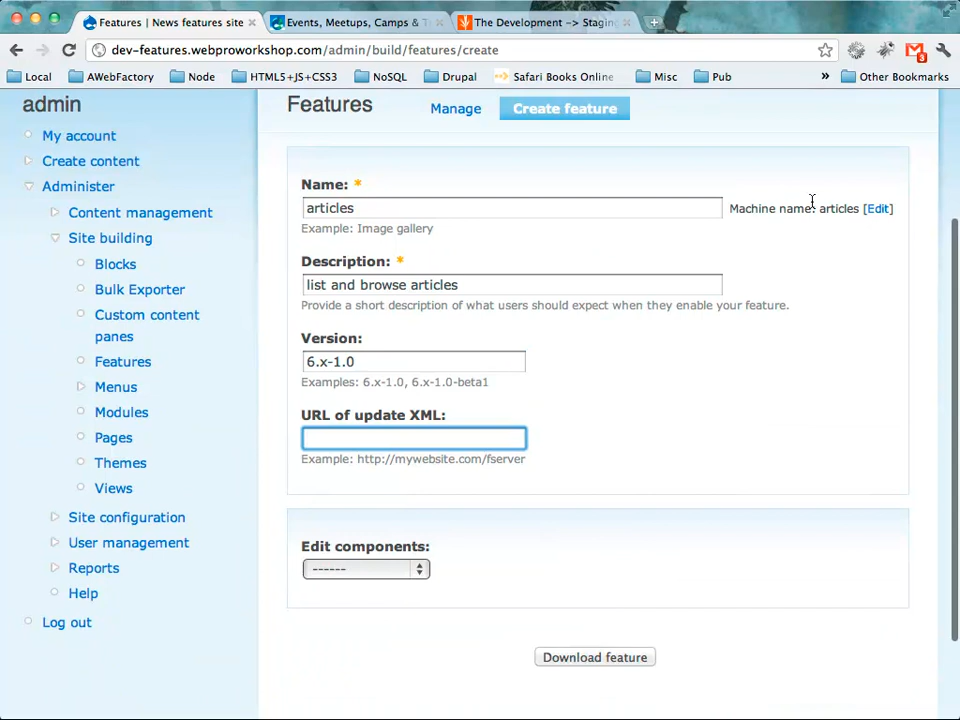 Features | News features site
Events, Meetups, Camps & T
The Development -> Staging
dev-features.webproworkshop.com/admin/build/features/create
3
Local
AWebFactory
Node
HTML5+JS+CSS3
NoSQL
Drupal
Safari Books Online
Misc
Pub
»
Other Bookmarks
admin
My account
Create content
Administer
Content management
Site building
Blocks
Bulk Exporter
Custom content
panes
Features
Menus
Modules
Pages
Themes
Views
Site configuration
User management
Reports
Help
Log out
Features
Manage
Create feature
Name: *
articles
Machine name: articles [Edit]
Example: Image gallery
Description: *
list and browse articles
Provide a short description of what users should expect when they enable your feature.
Version:
6.x-1.0
Examples: 6.x-1.0, 6.x-1.0-beta1
URL of update XML:
Example: http://mywebsite.com/fserver
Edit components:
------
Download feature